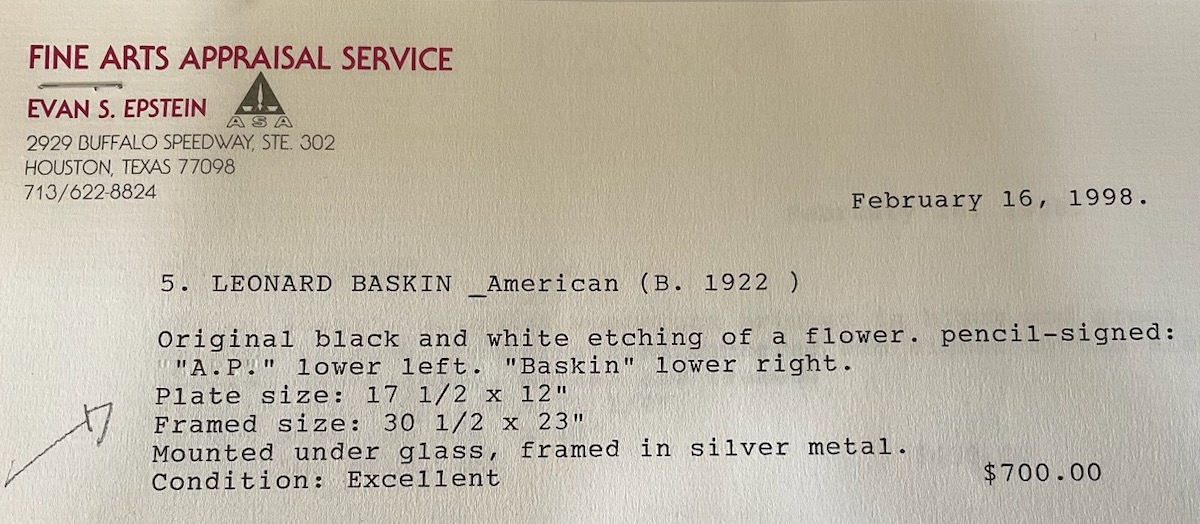 FINE ARTS APPRAISAL SERVICE
EVAN S. EPSTEIN
ASA
2929 BUFFALO SPEEDWAY, STE. 302
HOUSTON, TEXAS 77098
713/622-8824
February 16, 1998.
5. LEONARD BASKIN _American (B. 1922 )
Original black and white etching of a flower. pencil-signed:
"A.P." lower left. "Baskin" lower right.
Plate size: 17 1/2 x 12"
Framed size: 30 1/2 x 23"
Mounted under glass, framed in silver metal.
Condition: Excellent $700.00